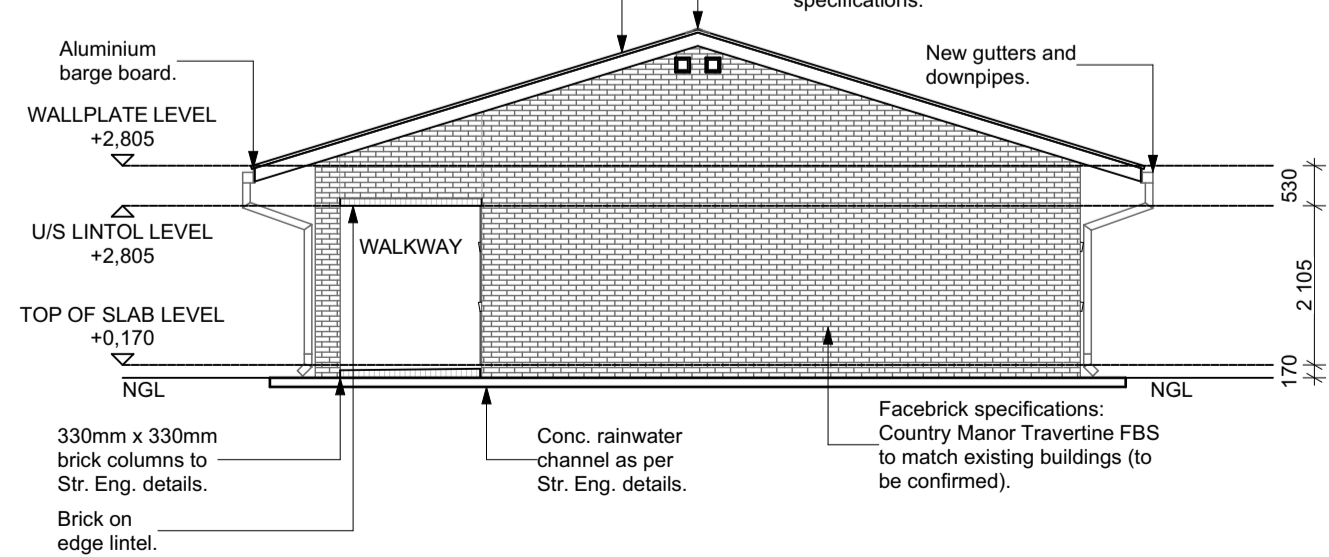 specifications.
Aluminium
barge board.
New gutters and
downpipes.
WALLPLATE LEVEL
+2,805
530
U/S LINTOL LEVEL
+2,805
WALKWAY
2 105
TOP OF SLAB LEVEL
+0,170
170
NGL
NGL
330mm x 330mm
brick columns to
Str. Eng. details.
Conc. rainwater
channel as per
Str. Eng. details.
Facebrick specifications:
Country Manor Travertine FBS
to match existing buildings (to
be confirmed).
Brick on
edge lintel.